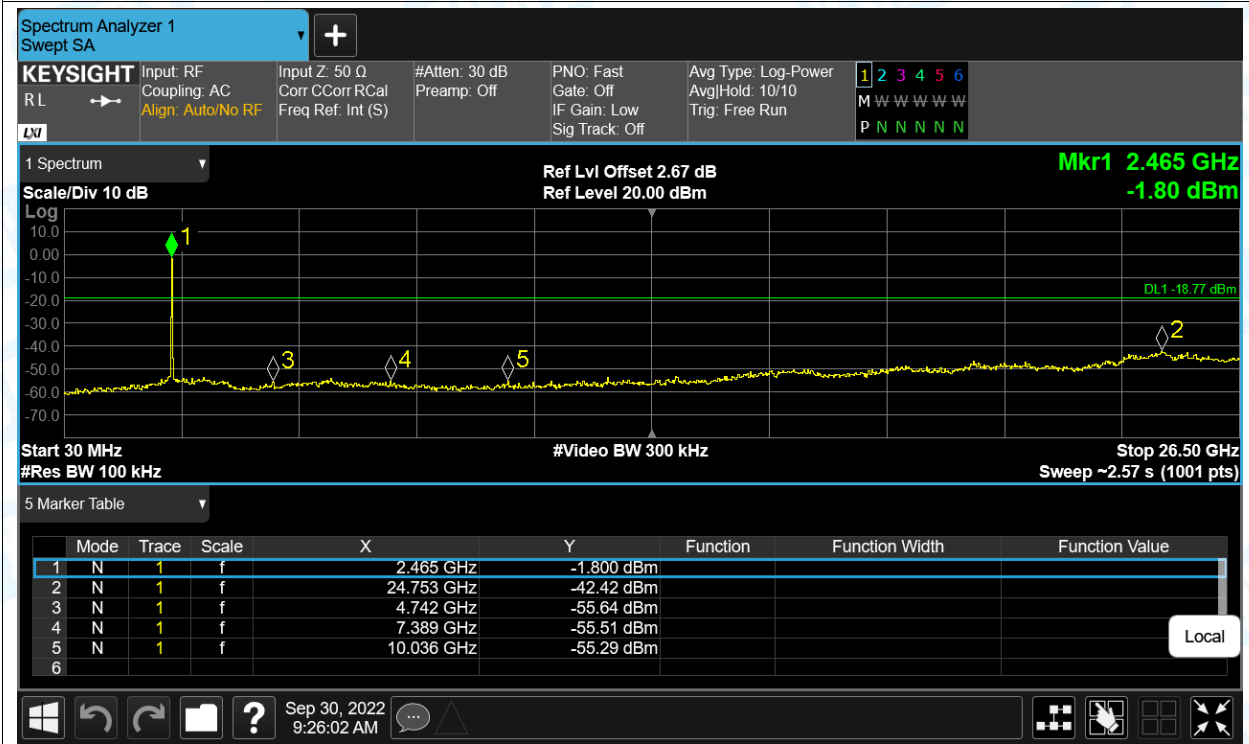 Spectrum Analyzer 1
Swept SA
+
KEYSIGHT
R L
LXI
Input: RF
Coupling: AC
Align: Auto/No RF
Input Z: 50 Ω
Corr CCorr RCal
Freq Ref: Int (S)
#Atten: 30 dB
Preamp: Off
PNO: Fast
Gate: Off
IF Gain: Low
Sig Track: Off
Avg Type: Log-Power
Avg|Hold: 10/10
Trig: Free Run
1 2 3 4 5 6
M W W W W W
P N N N N N
1 Spectrum
Scale/Div 10 dB
Ref Lvl Offset 2.67 dB
Ref Level 20.00 dBm
Mkr1 2.465 GHz
-1.80 dBm
Log
10.0
0.00
-10.0
-20.0
-30.0
-40.0
-50.0
-60.0
-70.0
1
DL1 -18.77 dBm
2
3
4
5
Start 30 MHz
#Res BW 100 kHz
#Video BW 300 kHz
Stop 26.50 GHz
Sweep ~2.57 s (1001 pts)
5 Marker Table
Mode Trace Scale X Y Function Function Width Function Value
1 N 1 f 2.465 GHz -1.800 dBm
2 N 1 f 24.753 GHz -42.42 dBm
3 N 1 f 4.742 GHz -55.64 dBm
4 N 1 f 7.389 GHz -55.51 dBm
5 N 1 f 10.036 GHz -55.29 dBm
6
Local
?
Sep 30, 2022
9:26:02 AM